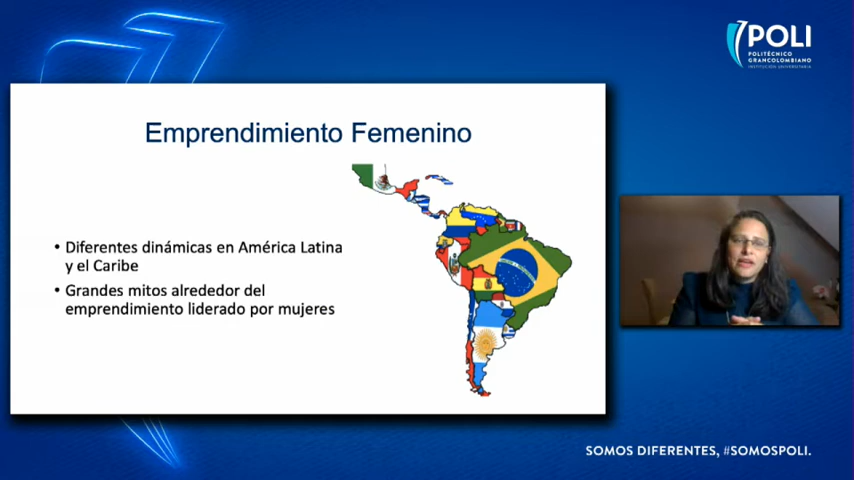 POLI
POLITÉCNICO
GRANCOLOMBIANO
INSTITUCIÓN UNIVERSITARIA
Emprendimiento Femenino
• Diferentes dinámicas en América Latina
y el Caribe
• Grandes mitos alrededor del
emprendimiento liderado por mujeres
SOMOS DIFERENTES, #SOMOSPOLI.